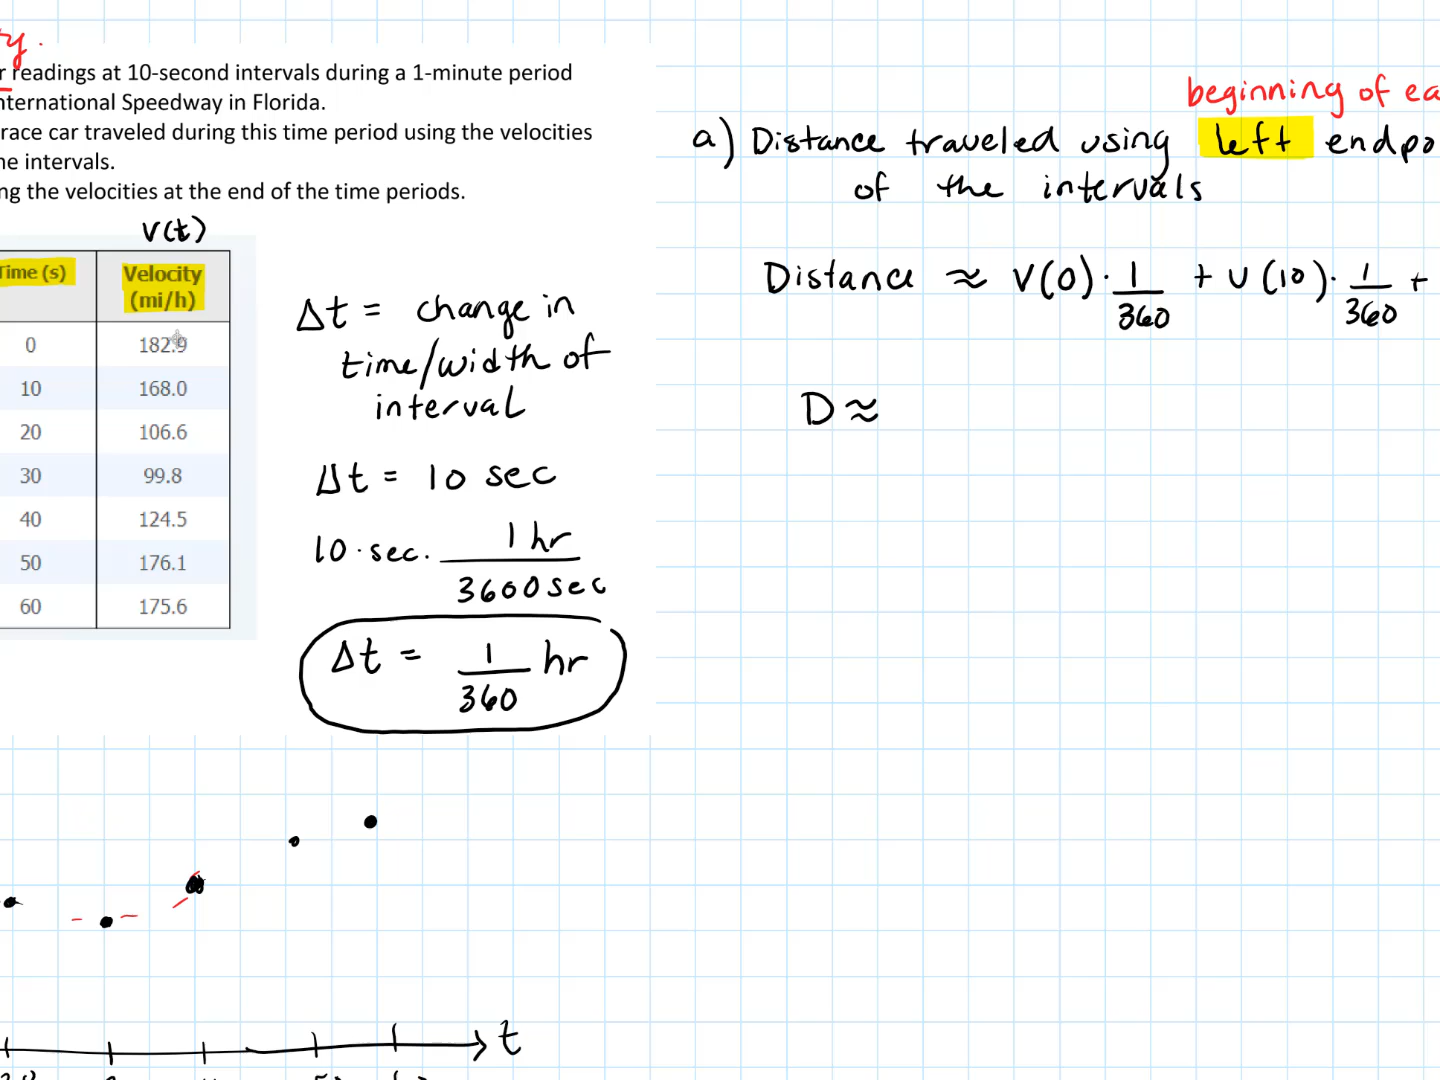 ty.
r readings at 10-second intervals during a 1-minute period
nternational Speedway in Florida.
race car traveled during this time period using the velocities
ne intervals.
ng the velocities at the end of the time periods.
v(t)
Time (s) Velocity (mi/h)
0 182.9
10 168.0
20 106.6
30 99.8
40 124.5
50 176.1
60 175.6
Δt = change in
time/width of
interval
Δt = 10 sec
10 · sec. · 1 hr / 3600 sec
Δt = 1/360 hr
beginning of ea
a) Distance traveled using left endpo
of the intervals
Distance ≈ v(0) · 1/360 + v(10) · 1/360 +
D ≈
t